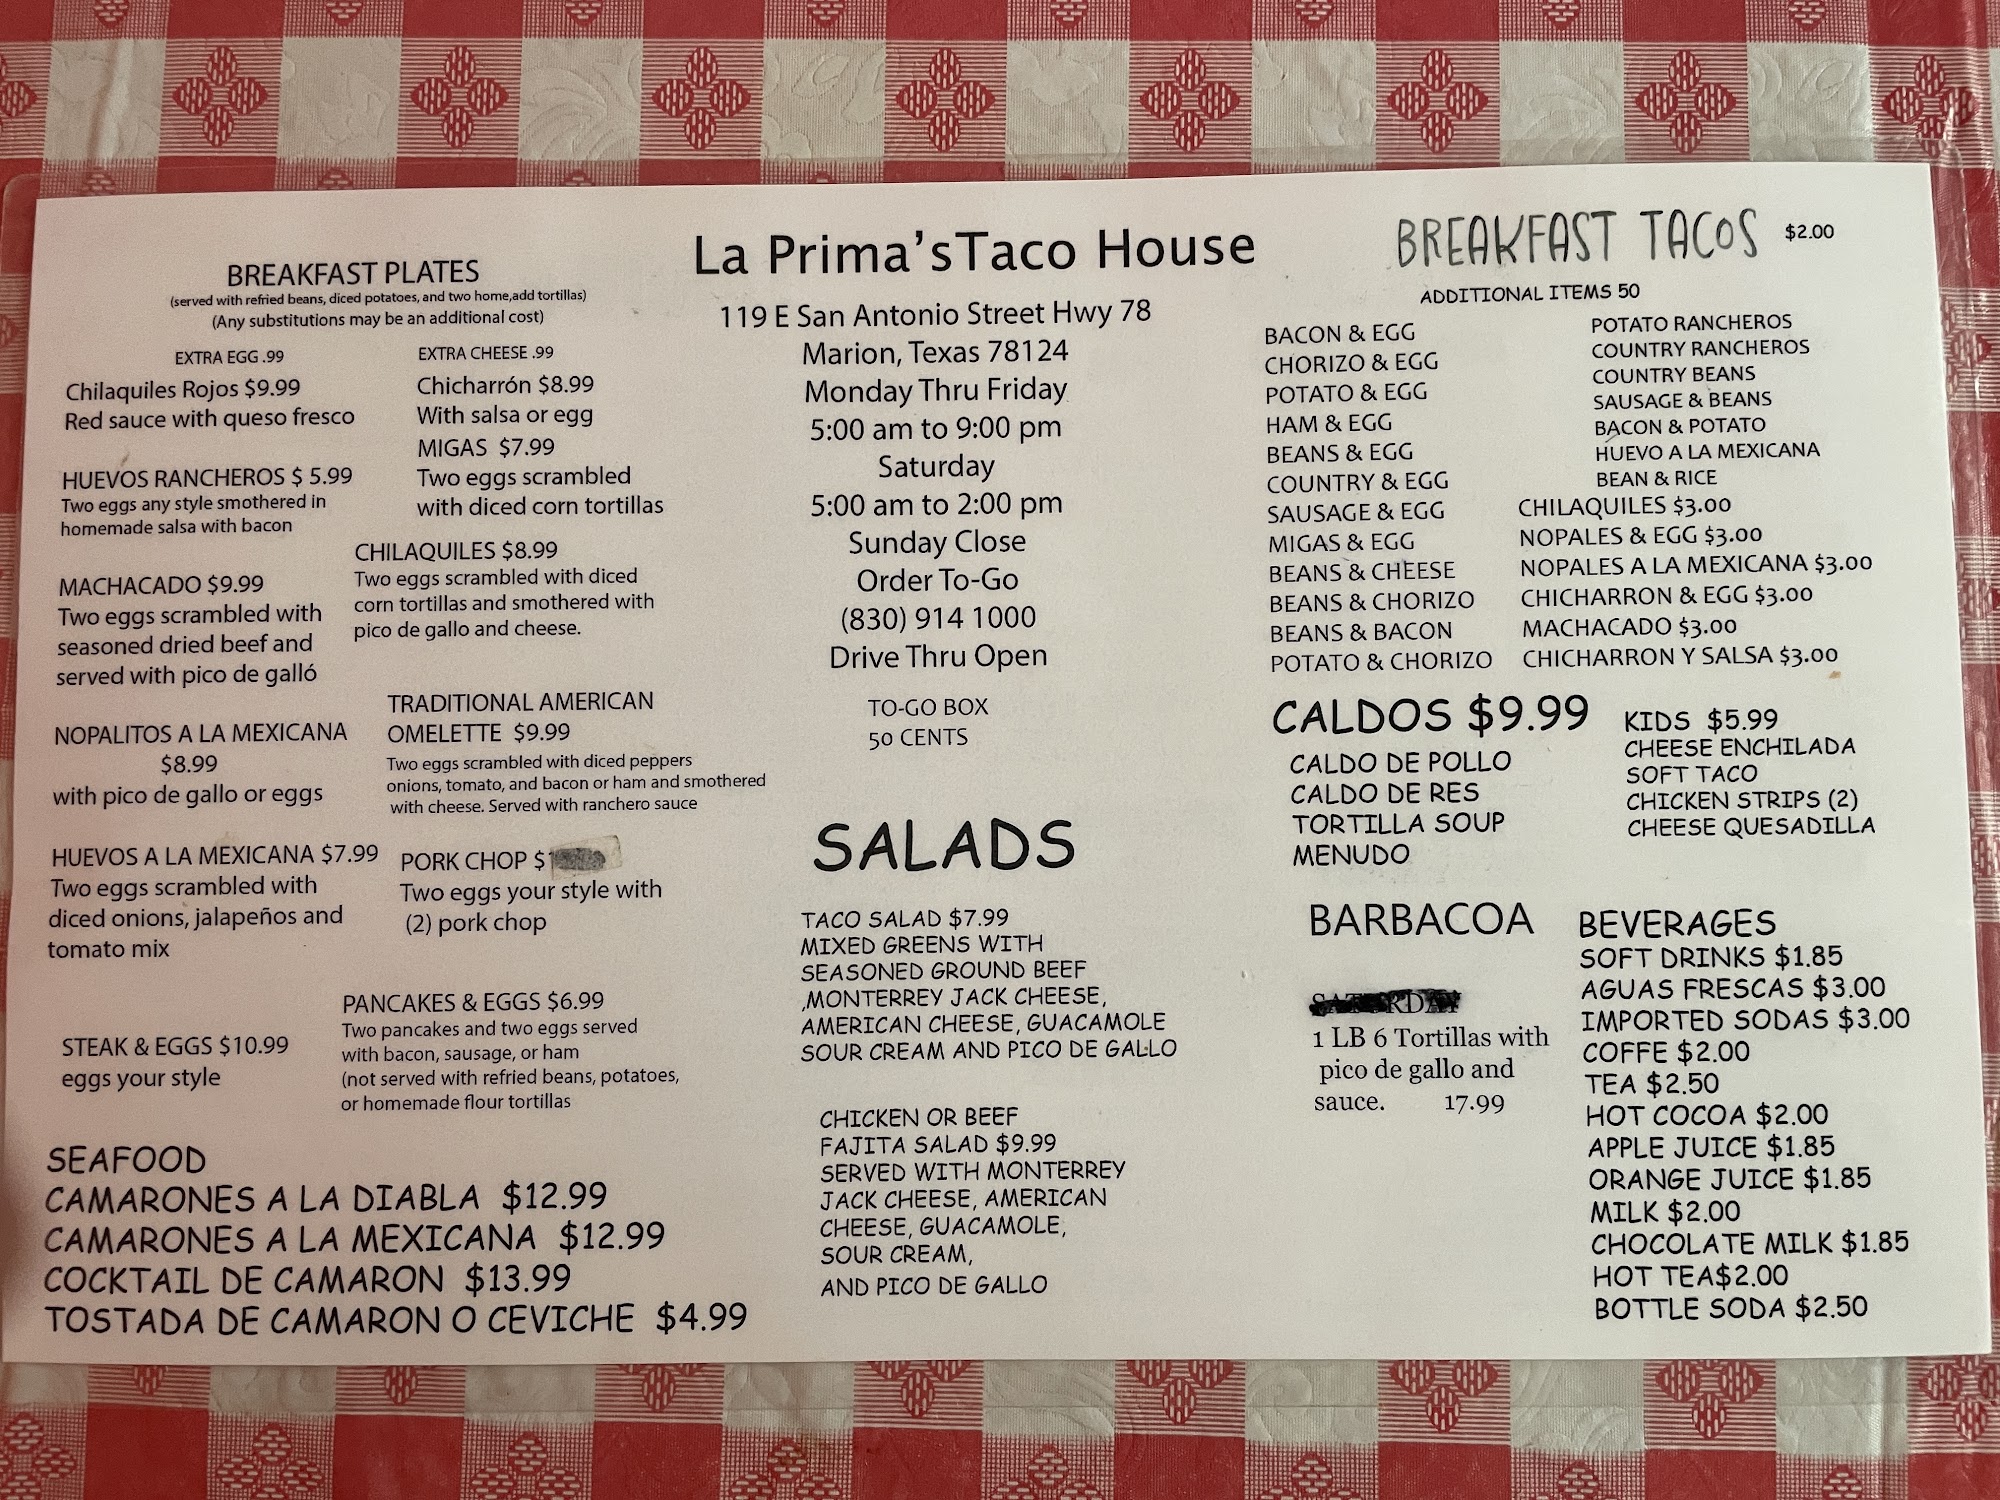 La Prima'sTaco House
119 E San Antonio Street Hwy 78
Marion, Texas 78124
Monday Thru Friday
5:00 am to 9:00 pm
Saturday
5:00 am to 2:00 pm
Sunday Close
Order To-Go
(830) 914 1000
Drive Thru Open
TO-GO BOX
50 CENTS
BREAKFAST PLATES
(served with refried beans, diced potatoes, and two home,add tortillas)
(Any substitutions may be an additional cost)
EXTRA EGG .99
Chilaquiles Rojos $9.99
Red sauce with queso fresco
HUEVOS RANCHEROS $ 5.99
Two eggs any style smothered in
homemade salsa with bacon
MACHACADO $9.99
Two eggs scrambled with
seasoned dried beef and
served with pico de galló
NOPALITOS A LA MEXICANA
$8.99
with pico de gallo or eggs
HUEVOS A LA MEXICANA $7.99
Two eggs scrambled with
diced onions, jalapeños and
tomato mix
STEAK & EGGS $10.99
eggs your style
EXTRA CHEESE .99
Chicharrón $8.99
With salsa or egg
MIGAS $7.99
Two eggs scrambled
with diced corn tortillas
CHILAQUILES $8.99
Two eggs scrambled with diced
corn tortillas and smothered with
pico de gallo and cheese.
TRADITIONAL AMERICAN
OMELETTE $9.99
Two eggs scrambled with diced peppers
onions, tomato, and bacon or ham and smothered
with cheese. Served with ranchero sauce
PORK CHOP
Two eggs your style with
(2) pork chop
PANCAKES & EGGS $6.99
Two pancakes and two eggs served
with bacon, sausage, or ham
(not served with refried beans, potatoes,
or homemade flour tortillas
SEAFOOD
CAMARONES A LA DIABLA $12.99
CAMARONES A LA MEXICANA $12.99
COCKTAIL DE CAMARON $13.99
TOSTADA DE CAMARON O CEVICHE $4.99
SALADS
TACO SALAD $7.99
MIXED GREENS WITH
SEASONED GROUND BEEF
,MONTERREY JACK CHEESE,
AMERICAN CHEESE, GUACAMOLE
SOUR CREAM AND PICO DE GALLO
CHICKEN OR BEEF
FAJITA SALAD $9.99
SERVED WITH MONTERREY
JACK CHEESE, AMERICAN
CHEESE, GUACAMOLE,
SOUR CREAM,
AND PICO DE GALLO
BREAKFAST TACOS $2.00
ADDITIONAL ITEMS 50
BACON & EGG
CHORIZO & EGG
POTATO & EGG
HAM & EGG
BEANS & EGG
COUNTRY & EGG
SAUSAGE & EGG
MIGAS & EGG
BEANS & CHEESE
BEANS & CHORIZO
BEANS & BACON
POTATO & CHORIZO
POTATO RANCHEROS
COUNTRY RANCHEROS
COUNTRY BEANS
SAUSAGE & BEANS
BACON & POTATO
HUEVO A LA MEXICANA
BEAN & RICE
CHILAQUILES $3.00
NOPALES & EGG $3.00
NOPALES A LA MEXICANA $3.00
CHICHARRON & EGG $3.00
MACHACADO $3.00
CHICHARRON Y SALSA $3.00
CALDOS $9.99
CALDO DE POLLO
CALDO DE RES
TORTILLA SOUP
MENUDO
KIDS $5.99
CHEESE ENCHILADA
SOFT TACO
CHICKEN STRIPS (2)
CHEESE QUESADILLA
BARBACOA
SATURDAY
1 LB 6 Tortillas with
pico de gallo and
sauce. 17.99
BEVERAGES
SOFT DRINKS $1.85
AGUAS FRESCAS $3.00
IMPORTED SODAS $3.00
COFFE $2.00
TEA $2.50
HOT COCOA $2.00
APPLE JUICE $1.85
ORANGE JUICE $1.85
MILK $2.00
CHOCOLATE MILK $1.85
HOT TEA$2.00
BOTTLE SODA $2.50